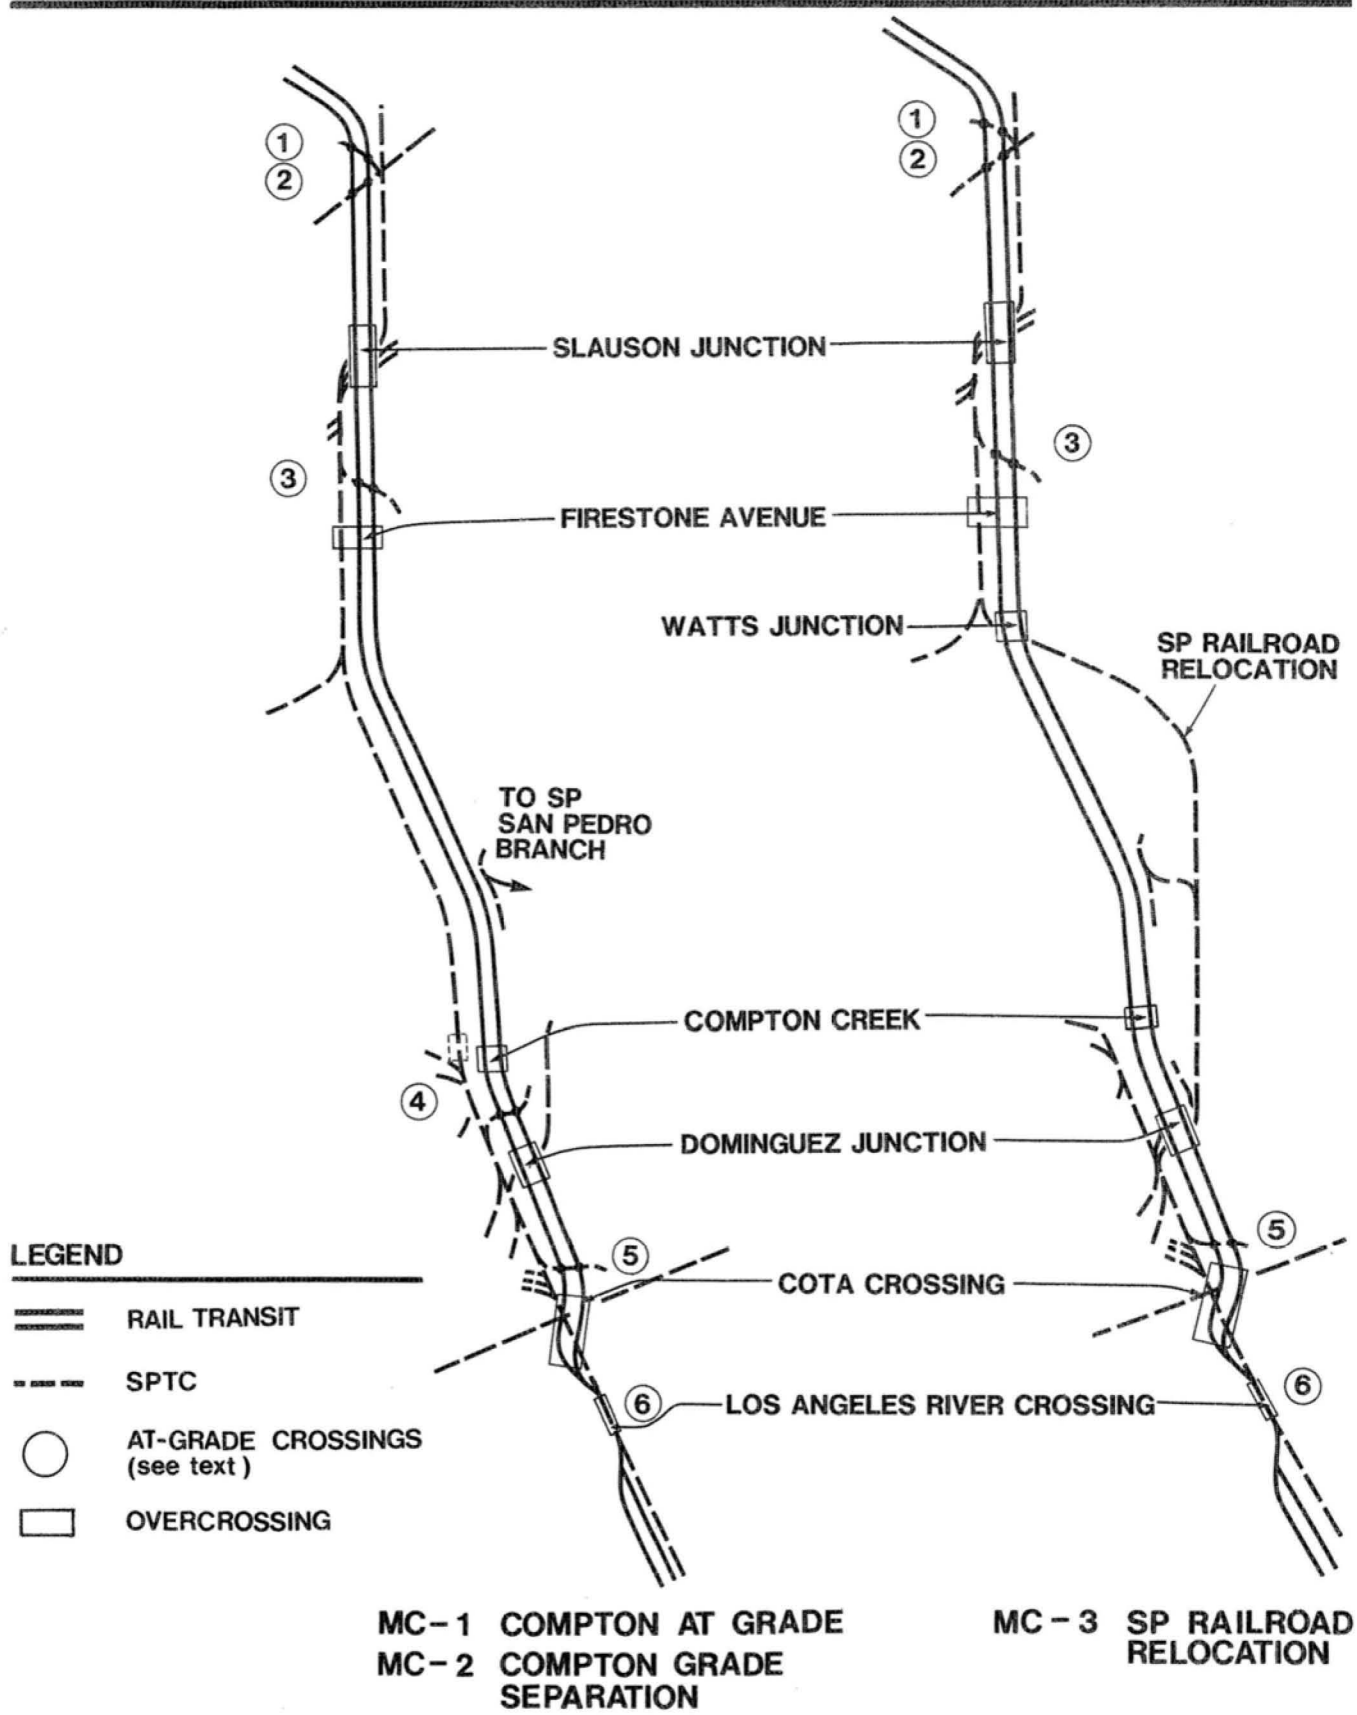 ①
②
①
②
SLAUSON JUNCTION
③
③
FIRESTONE AVENUE
WATTS JUNCTION
SP RAILROAD
RELOCATION
TO SP
SAN PEDRO
BRANCH
COMPTON CREEK
④
DOMINGUEZ JUNCTION
⑤
⑤
COTA CROSSING
⑥
⑥
LOS ANGELES RIVER CROSSING
LEGEND
RAIL TRANSIT
SPTC
AT-GRADE CROSSINGS
(see text)
OVERCROSSING
MC-1 COMPTON AT GRADE
MC-2 COMPTON GRADE
SEPARATION
MC-3 SP RAILROAD
RELOCATION